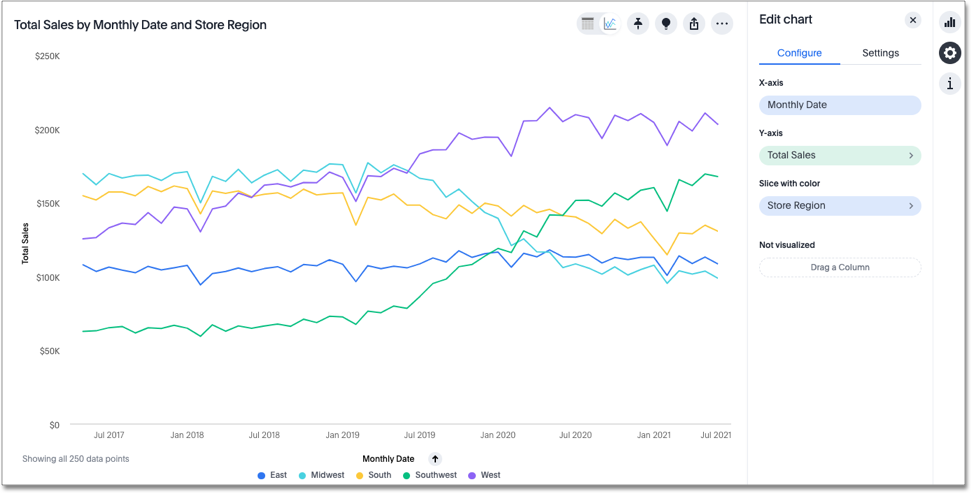 Total Sales by Monthly Date and Store Region
$250K
$200K
$150K
$100K
$50K
$0
Total Sales
Jul 2017
Jan 2018
Jul 2018
Jan 2019
Jul 2019
Jan 2020
Jul 2020
Jan 2021
Jul 2021
Showing all 250 data points
Monthly Date
East
Midwest
South
Southwest
West
Edit chart
Configure
Settings
X-axis
Monthly Date
Y-axis
Total Sales
Slice with color
Store Region
Not visualized
Drag a Column